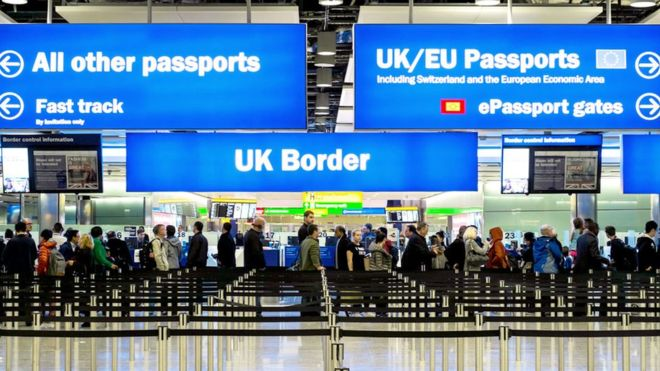 All other passports
Fast track
By invitation only
UK/EU Passports
Including Switzerland and the European Economic Area
ePassport gates
Border control information
UK Border
Border control information
23